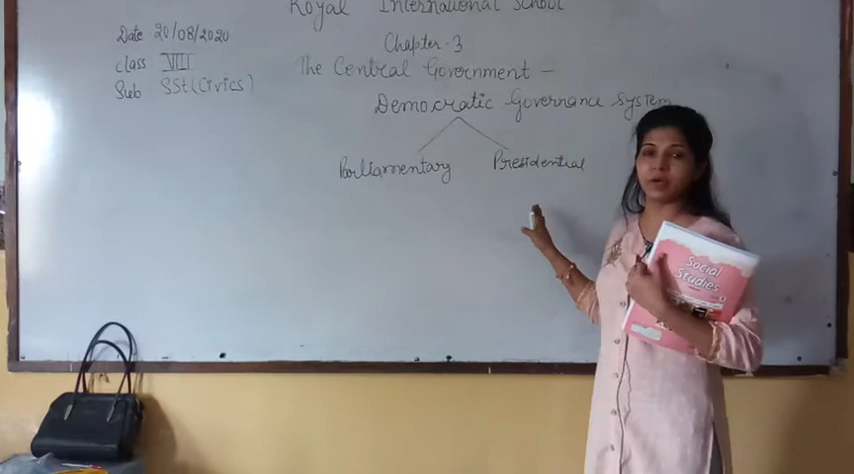 Royal International School
Date 20/08/2020
Class VIII
Sub SSt (Civics)
Chapter-3
The Central Government —
Democratic Governance System
Parliamentary Presidential
Social
Studies